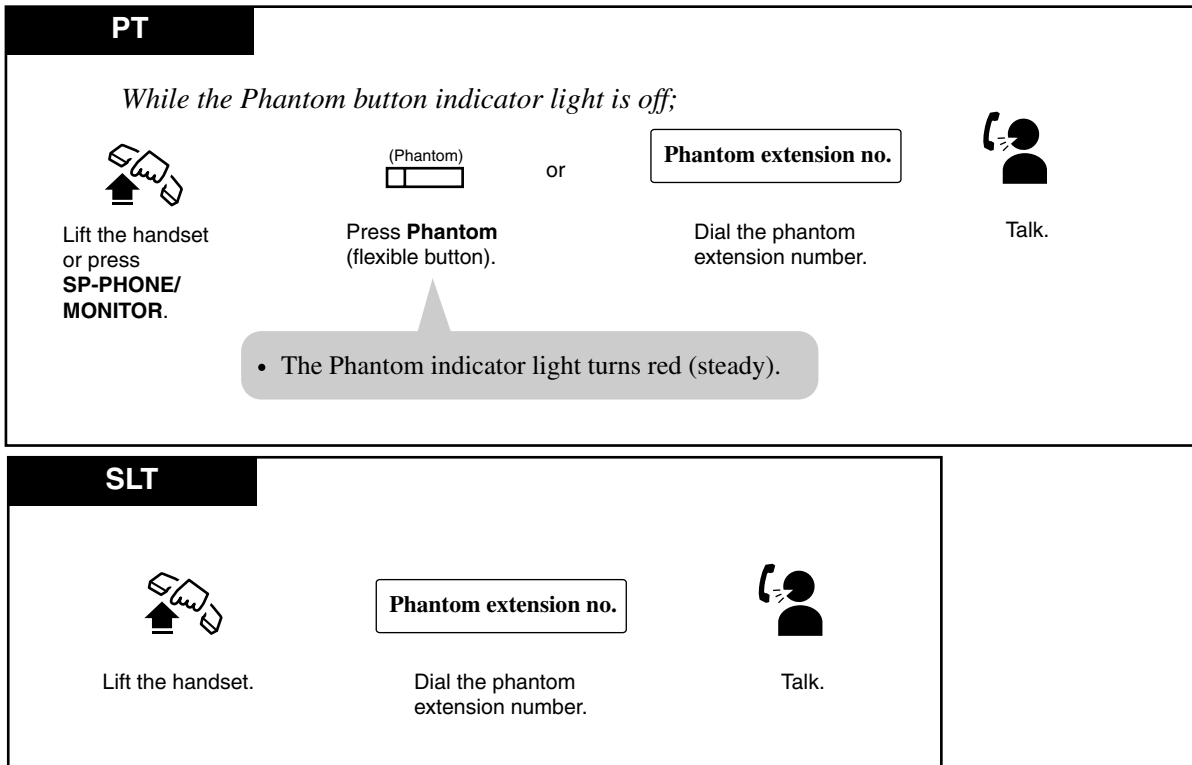 PT
While the Phantom button indicator light is off;
(Phantom)
or
Phantom extension no.
Lift the handset
or press
SP-PHONE/
MONITOR.
Press Phantom
(flexible button).
Dial the phantom
extension number.
Talk.
• The Phantom indicator light turns red (steady).
SLT
Phantom extension no.
Lift the handset.
Dial the phantom
extension number.
Talk.